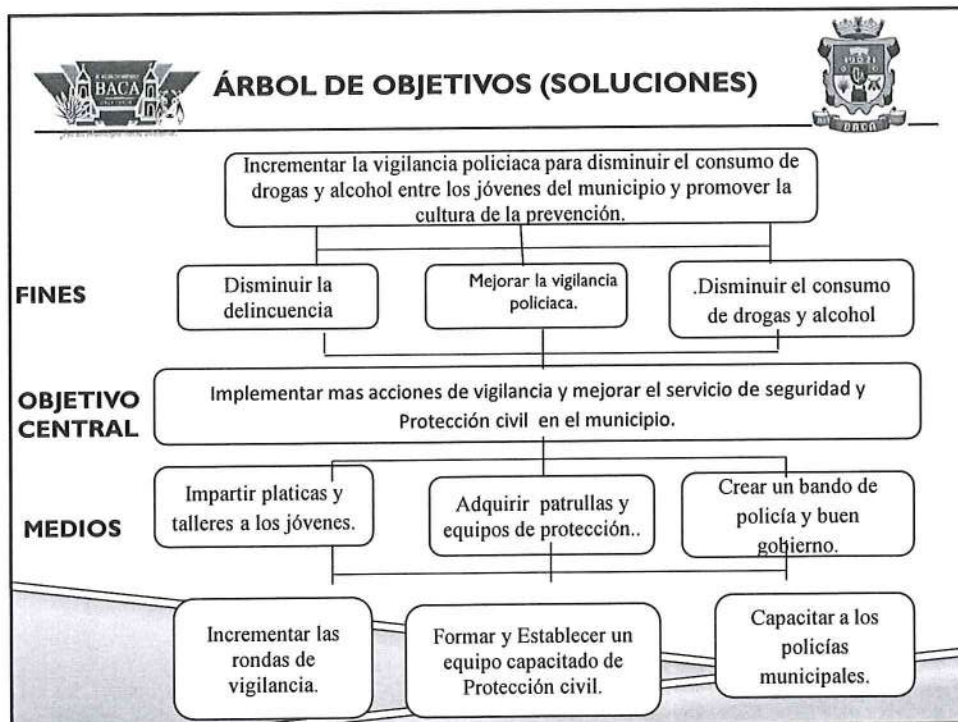 BACA
ÁRBOL DE OBJETIVOS (SOLUCIONES)
BACA
Incrementar la vigilancia policiaca para disminuir el consumo de
drogas y alcohol entre los jóvenes del municipio y promover la
cultura de la prevención.
FINES
Disminuir la
delincuencia
Mejorar la vigilancia
policiaca.
.Disminuir el consumo
de drogas y alcohol
OBJETIVO
CENTRAL
Implementar mas acciones de vigilancia y mejorar el servicio de seguridad y
Protección civil en el municipio.
MEDIOS
Impartir platicas y
talleres a los jóvenes.
Adquirir patrullas y
equipos de protección..
Crear un bando de
policía y buen
gobierno.
Incrementar las
rondas de
vigilancia.
Formar y Establecer un
equipo capacitado de
Protección civil.
Capacitar a los
policías
municipales.